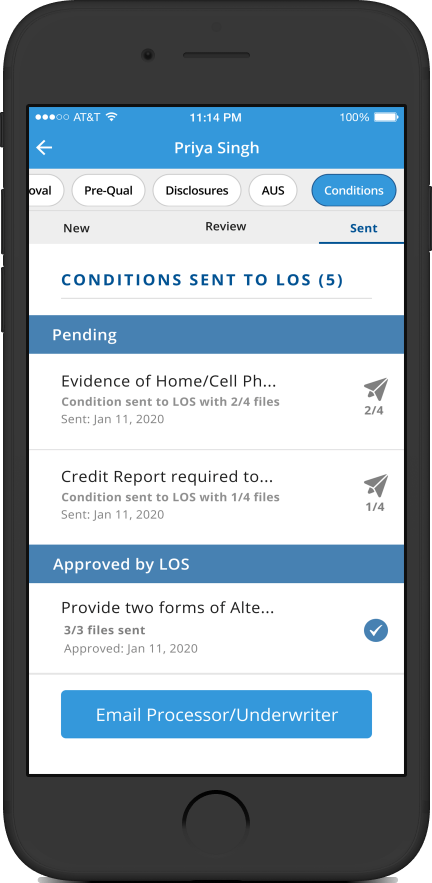 AT&T 11:14 PM 100%
Priya Singh
oval Pre-Qual Disclosures AUS Conditions
New Review Sent
CONDITIONS SENT TO LOS (5)
Pending
Evidence of Home/Cell Ph...
Condition sent to LOS with 2/4 files
Sent: Jan 11, 2020
2/4
Credit Report required to...
Condition sent to LOS with 1/4 files
Sent: Jan 11, 2020
1/4
Approved by LOS
Provide two forms of Alte...
3/3 files sent
Approved: Jan 11, 2020
Email Processor/Underwriter